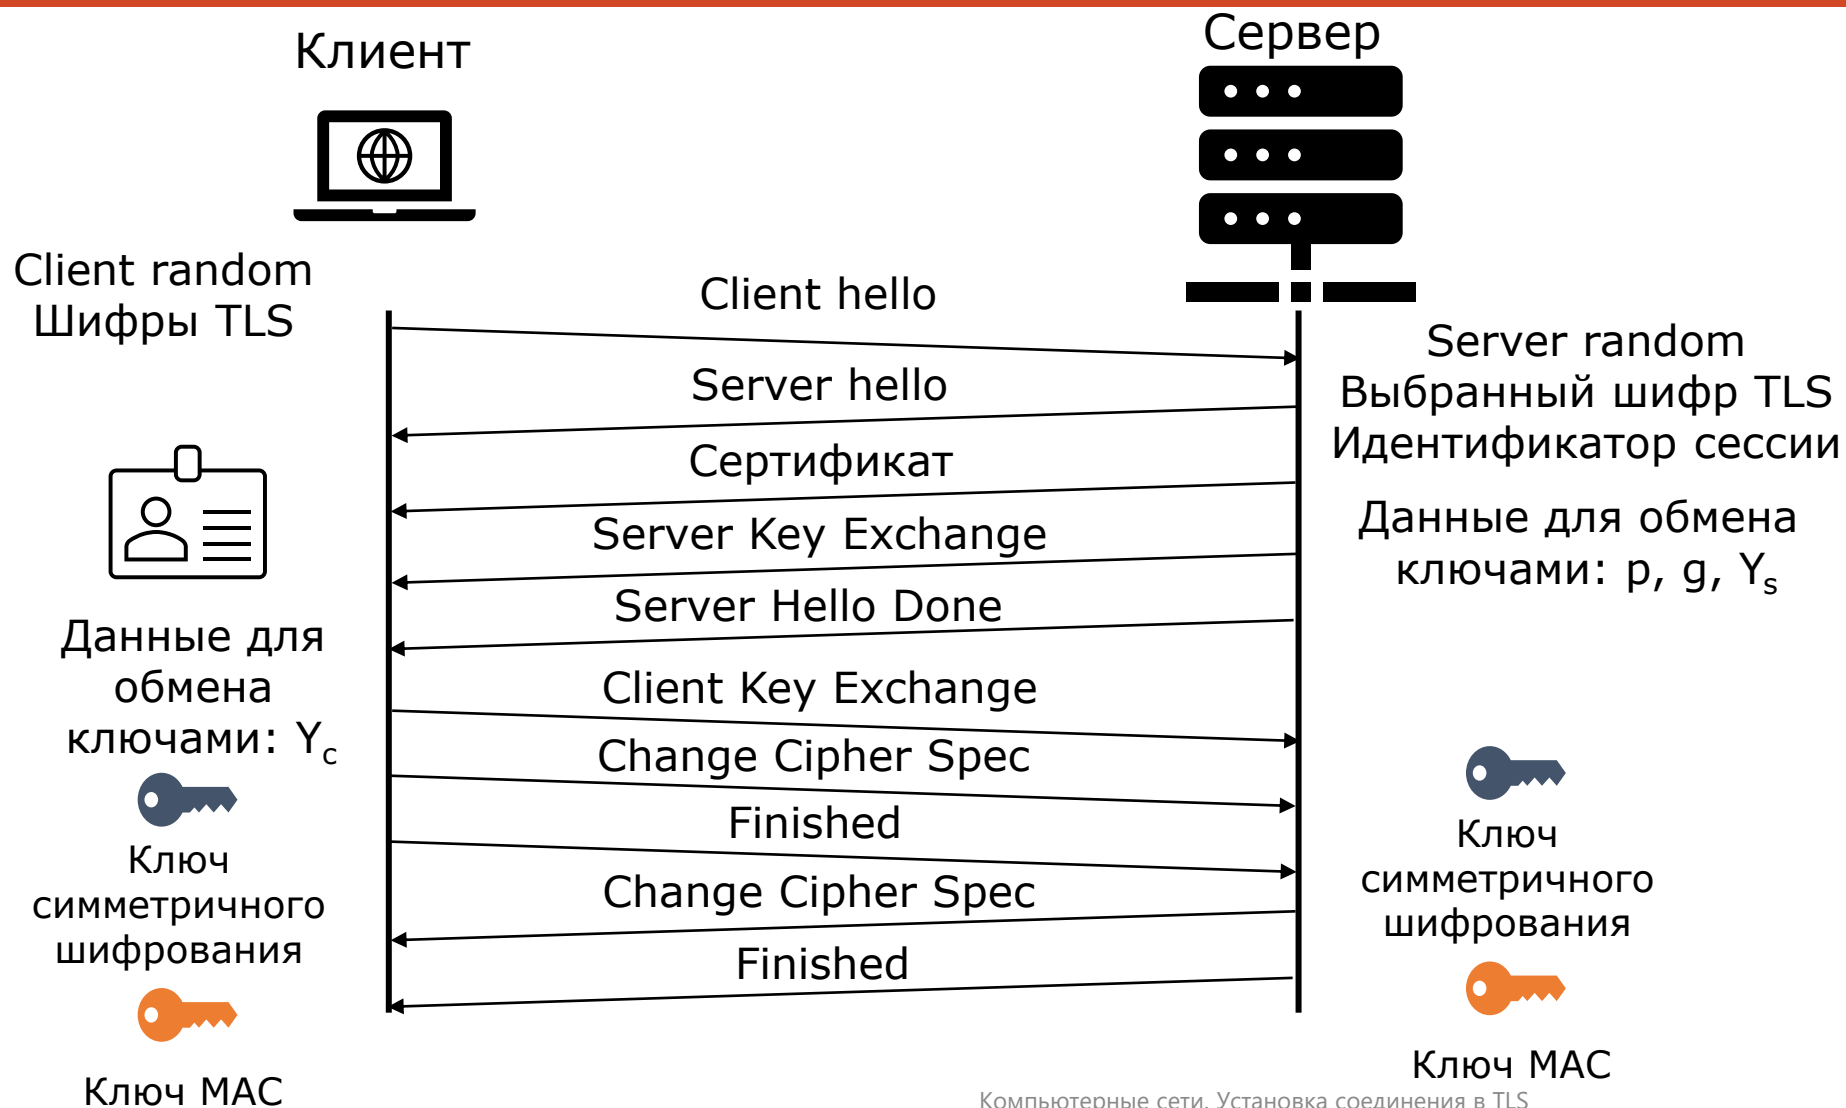 Клиент
Сервер
Client random
Шифры TLS
Client hello
Server random
Выбранный шифр TLS
Идентификатор сессии
Server hello
Сертификат
Server Key Exchange
Данные для обмена
ключами: p, g, Yₛ
Server Hello Done
Данные для
обмена
ключами: Y꜀
Client Key Exchange
Change Cipher Spec
Finished
Change Cipher Spec
Finished
Ключ
симметричного
шифрования
Ключ MAC
Ключ
симметричного
шифрования
Ключ MAC
Компьютерные сети. Установка соединения в TLS